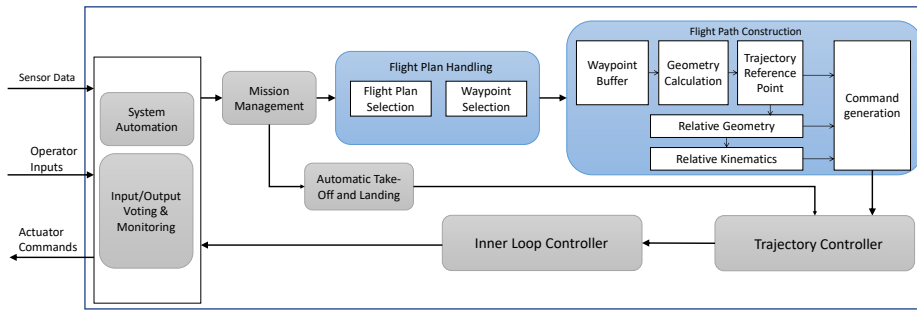 Flight Path Construction
Sensor Data
Operator
Inputs
Actuator
Commands
System
Automation
Input/Output
Voting &
Monitoring
Mission
Management
Flight Plan Handling
Flight Plan
Selection
Waypoint
Selection
Waypoint
Buffer
Geometry
Calculation
Trajectory
Reference
Point
Relative Geometry
Relative Kinematics
Command
generation
Automatic Take-
Off and Landing
Inner Loop Controller
Trajectory Controller